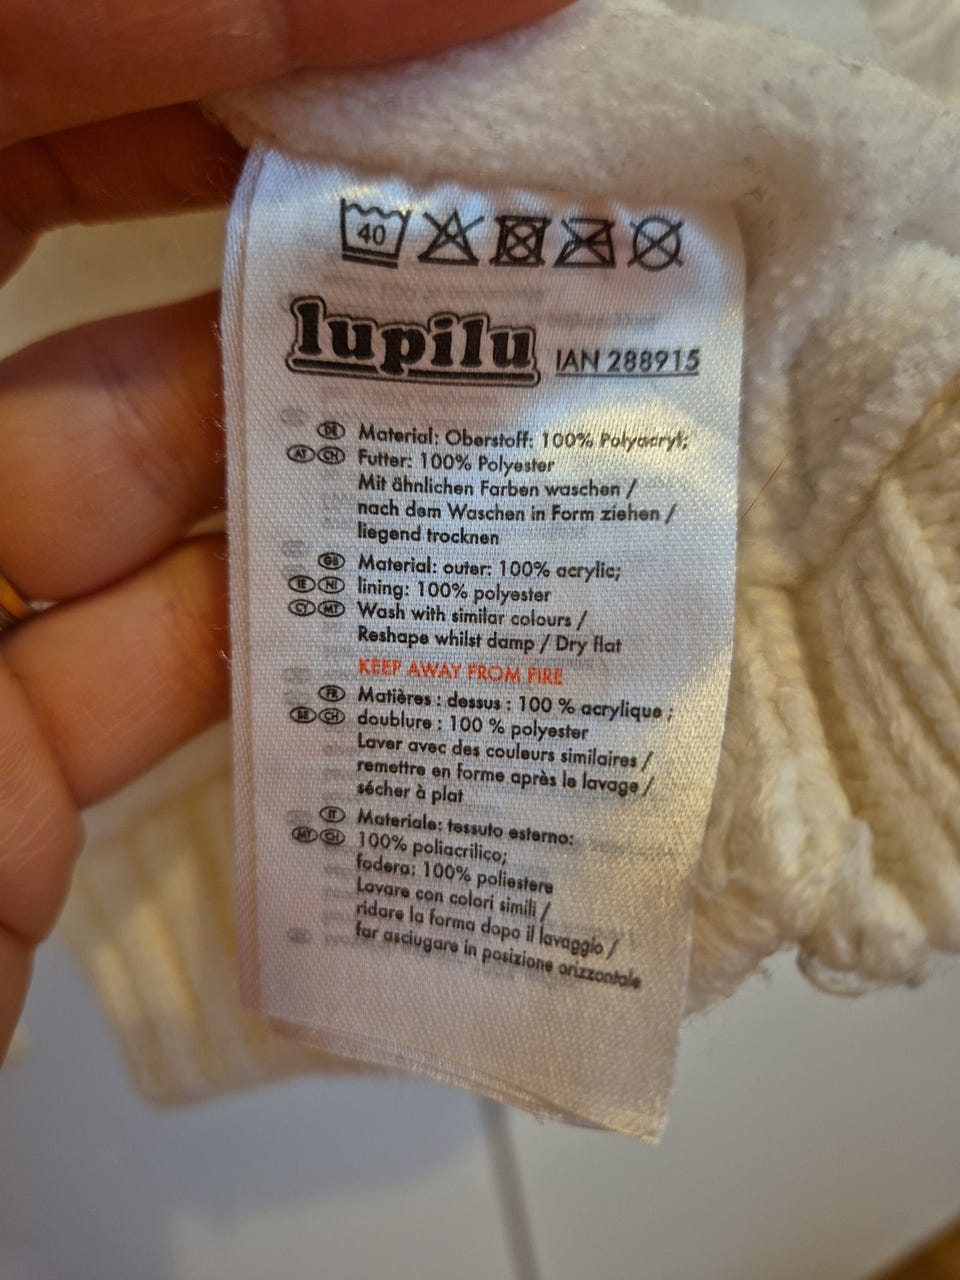 40
lupilu IAN 288915
DE Material: Oberstoff: 100% Polyacryl;
AT CH Futter: 100% Polyester
Mit ähnlichen Farben waschen /
nach dem Waschen in Form ziehen /
liegend trocknen
GB Material: outer: 100% acrylic;
IE NI lining: 100% polyester
CY MT Wash with similar colours /
Reshape whilst damp / Dry flat
KEEP AWAY FROM FIRE
FR Matières : dessus : 100 % acrylique ;
BE CH doublure : 100 % polyester
Laver avec des couleurs similaires /
remettre en forme après le lavage /
sécher à plat
IT Materiale: tessuto esterno:
MT CH 100% poliacrilico;
fodera: 100% poliestere
Lavare con colori simili /
ridare la forma dopo il lavaggio /
far asciugare in posizione orizzontale